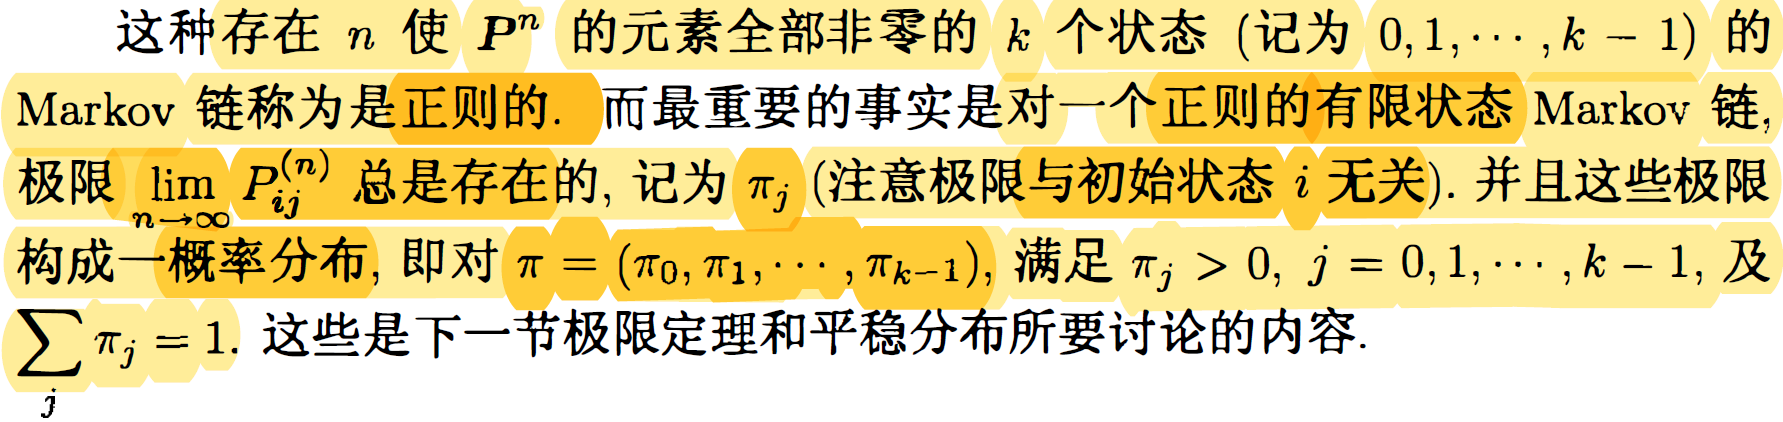 这种存在 n 使 Pⁿ 的元素全部非零的 k 个状态 (记为 0, 1, ⋯ , k − 1) 的
Markov 链称为是正则的. 而最重要的事实是对一个正则的有限状态 Markov 链,
极限 lim_{n→∞} P_{ij}^{(n)} 总是存在的, 记为 π_j (注意极限与初始状态 i 无关). 并且这些极限
构成一概率分布, 即对 π = (π₀, π₁, ⋯ , π_{k−1}), 满足 π_j > 0, j = 0, 1, ⋯ , k − 1, 及
∑_j π_j = 1. 这些是下一节极限定理和平稳分布所要讨论的内容.